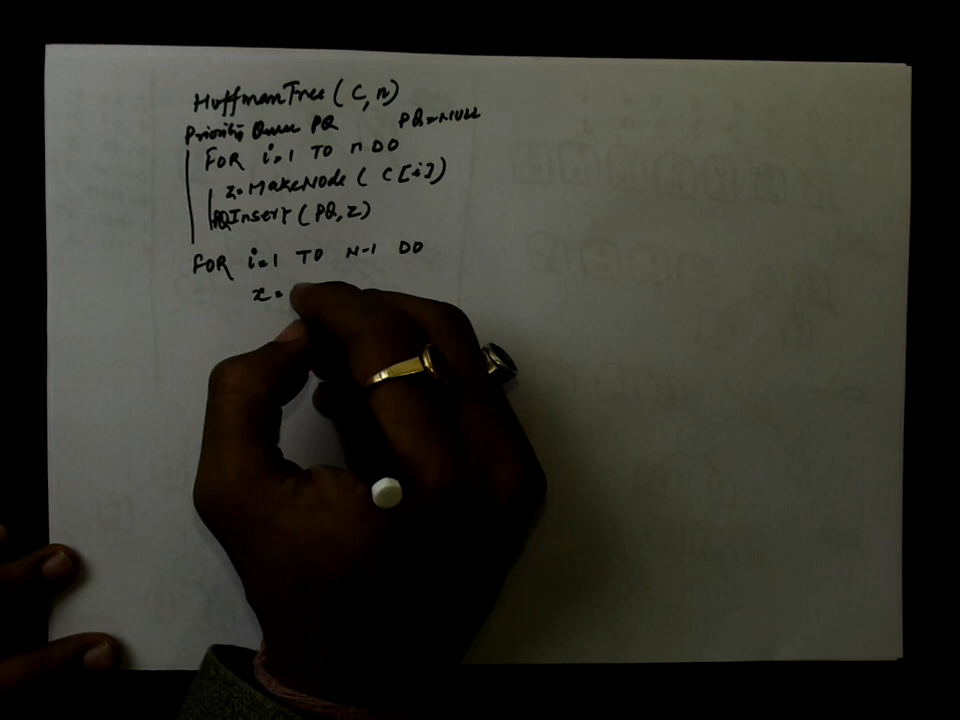 HuffmanTree (C, n)
Priority Queue PQ PQ=NULL
FOR i=1 TO n DO
z=MakeNode (C[i])
PQInsert (PQ, z)
FOR i=1 TO N-1 DO
x=